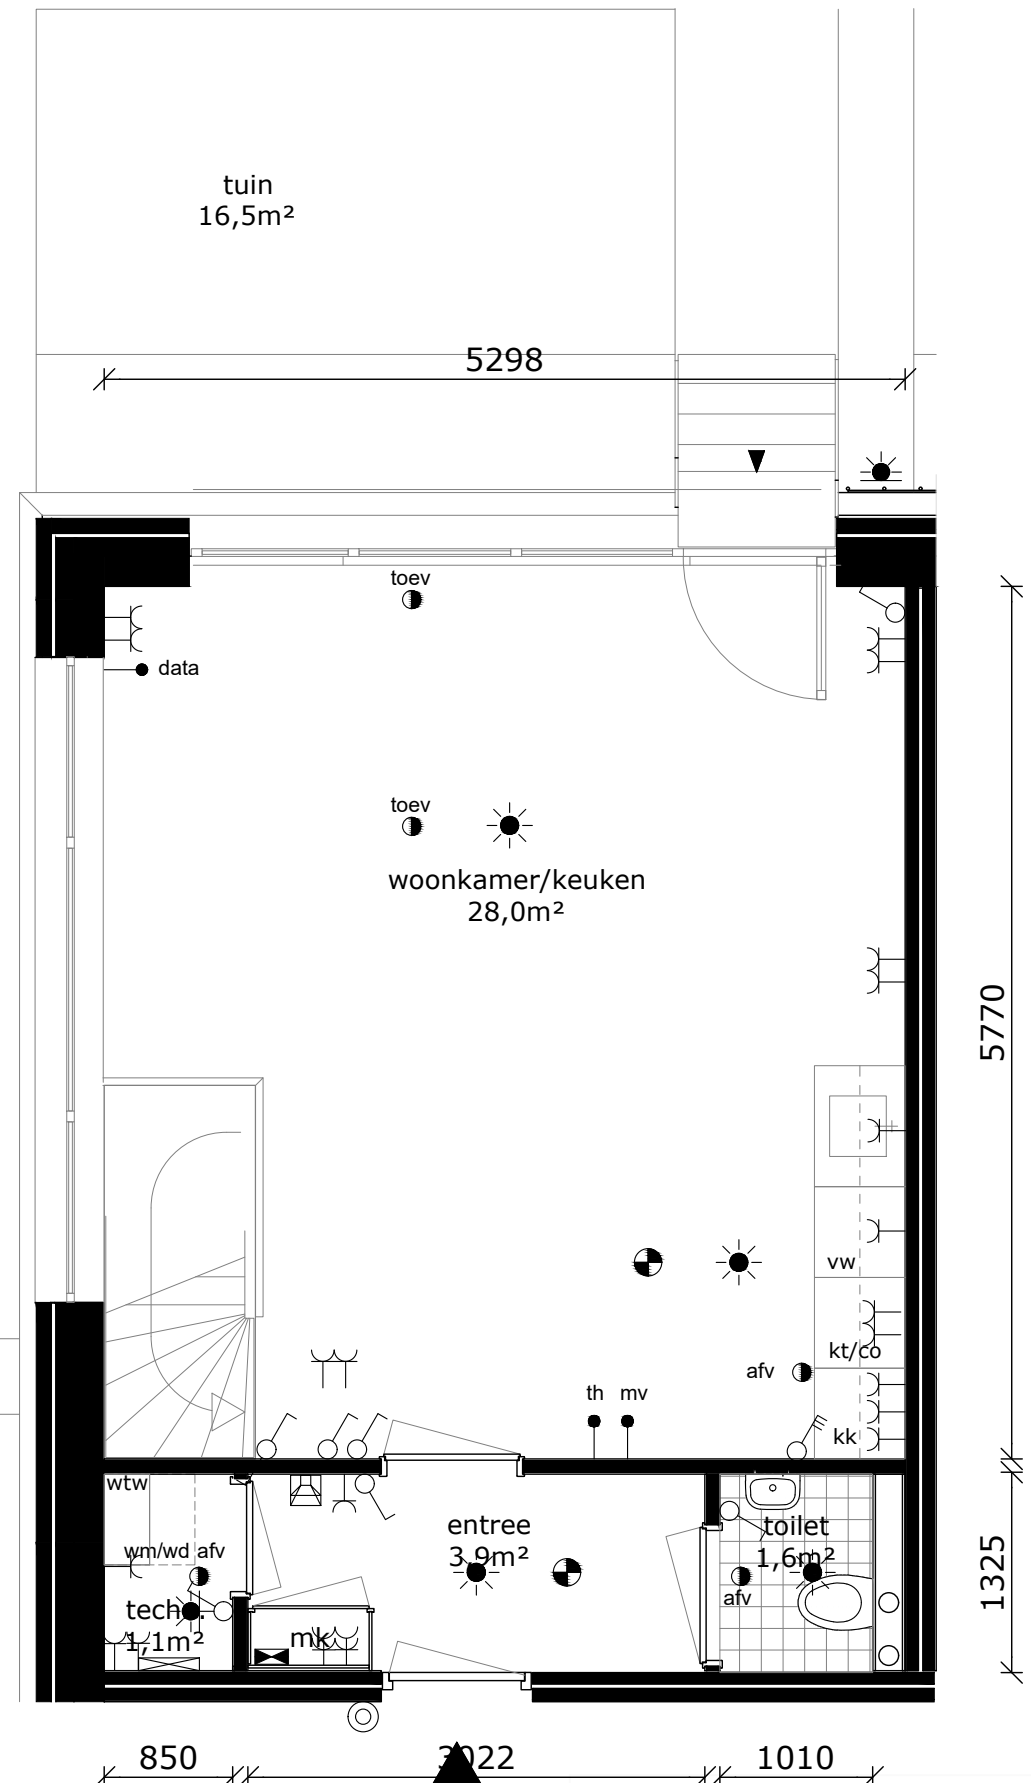 tuin
16,5m²
5298
toev
data
toev
woonkamer/keuken
28,0m²
5770
vw
kt/co
afv
th mv
kk
wtw
entree
3,9m²
toilet
1,6m²
wm/wd afv
afv
tech.
1,1m²
mk
1325
850
3022
1010